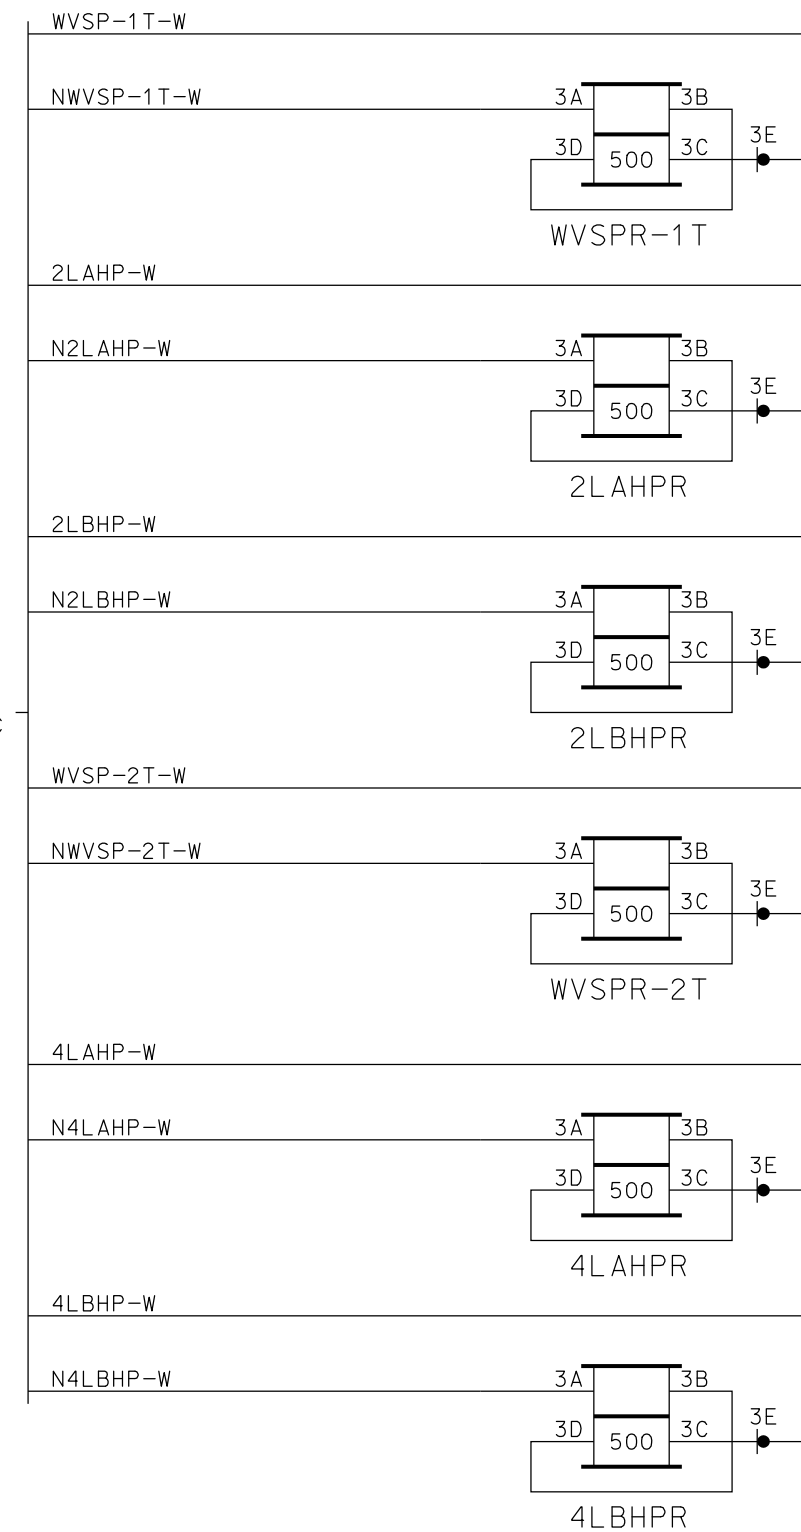 WVSP-1T-W
NWVSP-1T-W 3A 3B
3E
3D 500 3C
WVSPR-1T
2LAHP-W
N2LAHP-W 3A 3B
3E
3D 500 3C
2LAHPR
2LBHP-W
N2LBHP-W 3A 3B
3E
3D 500 3C
2LBHPR
WVSP-2T-W
NWVSP-2T-W 3A 3B
3E
3D 500 3C
WVSPR-2T
4LAHP-W
N4LAHP-W 3A 3B
3E
3D 500 3C
4LAHPR
4LBHP-W
N4LBHP-W 3A 3B
3E
3D 500 3C
4LBHPR